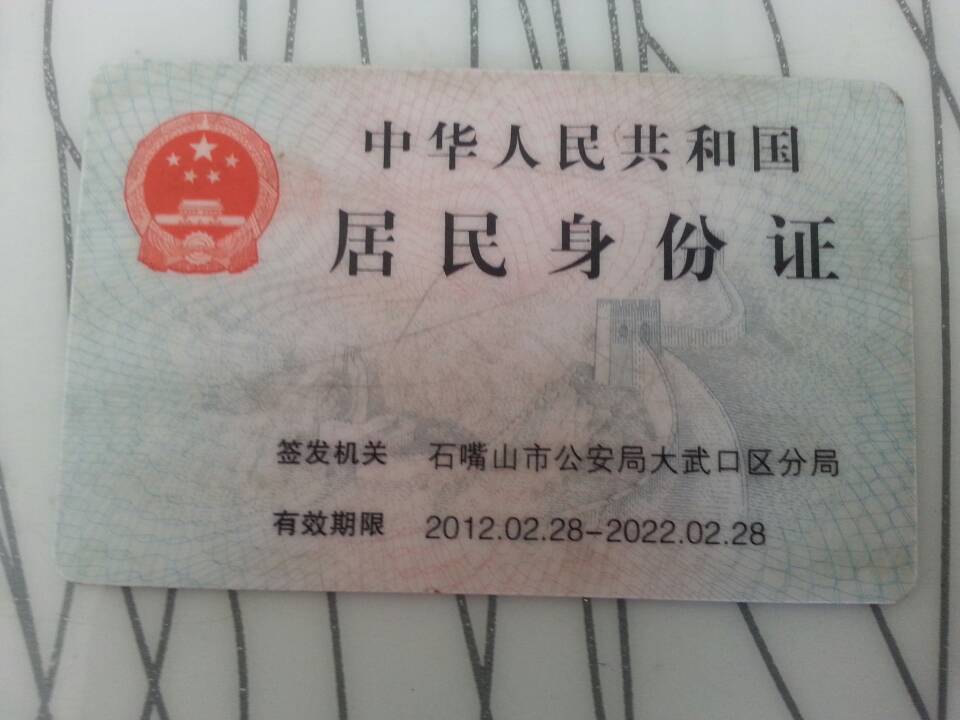 中华人民共和国
居民身份证
签发机关 石嘴山市公安局大武口区分局
有效期限 2012.02.28-2022.02.28